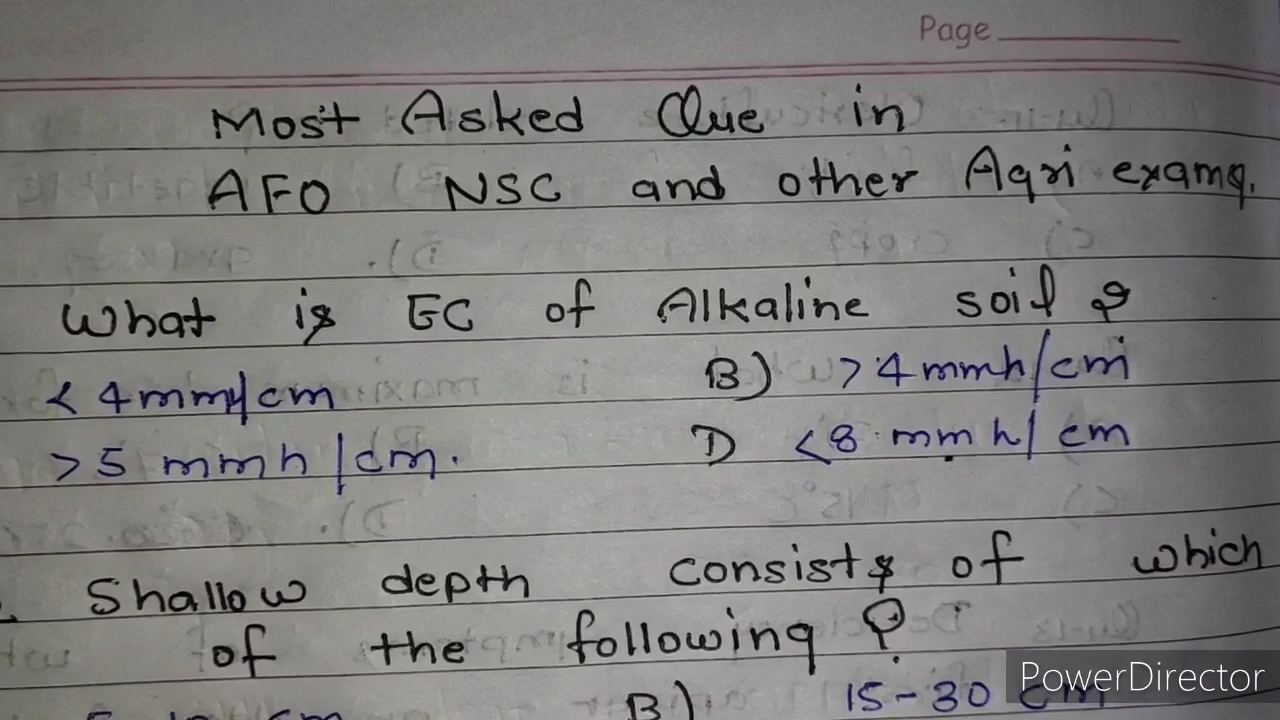 Page
Most Asked Que in
AFO NSC and other Agri exams.
What is EC of Alkaline soil ?
< 4 mmh/cm B) > 4 mmh/cm
> 5 mmh/cm. D < 8 mmh/cm
Shallow depth consists of which
of the following ?
B) 15-30 cm
PowerDirector